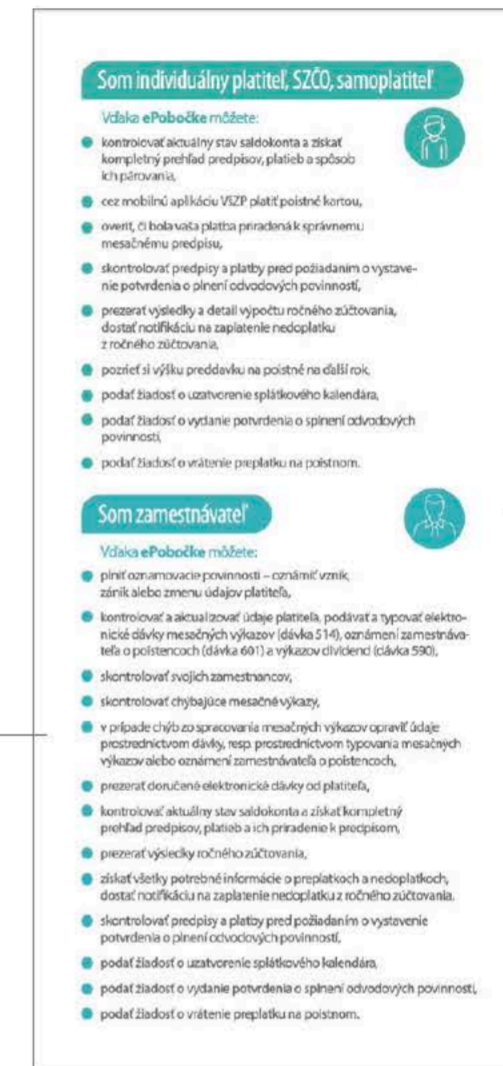 Som individuálny platiteľ, SZČO, samoplatiteľ
Vďaka ePobočke môžete:
kontrolovať aktuálny stav saldokonta a získať
kompletný prehľad predpisov, platieb a spôsob
ich párovania,
cez mobilnú aplikáciu VšZP platiť poistné kartou,
overiť, či bola vaša platba priradená k správnemu
mesačnému predpisu,
skontrolovať predpisy a platby pred požiadaním o vystave-
nie potvrdenia o plnení odvodových povinností,
prezerať výsledky a detail výpočtu ročného zúčtovania,
dostať notifikáciu na zaplatenie nedoplatku
z ročného zúčtovania,
pozrieť si výšku preddavku na poistné na ďalší rok,
podať žiadosť o uzatvorenie splátkového kalendára,
podať žiadosť o vydanie potvrdenia o splnení odvodových
povinností,
podať žiadosť o vrátenie preplatku na poistnom.
Som zamestnávateľ
Vďaka ePobočke môžete:
plniť oznamovacie povinnosti – oznámiť vznik,
zánik alebo zmenu údajov platiteľa,
kontrolovať a aktualizovať údaje platiteľa, podávať a typovať elektro-
nické dávky mesačných výkazov (dávka 514), oznámení zamestnáva-
teľa o poistencoch (dávka 601) a výkazov dividend (dávka 590),
skontrolovať svojich zamestnancov,
skontrolovať chýbajúce mesačné výkazy,
v prípade chýb zo spracovania mesačných výkazov opraviť údaje
prostredníctvom dávky, resp. prostredníctvom typovania mesačných
výkazov alebo oznámení zamestnávateľa o poistencoch,
prezerať doručené elektronické dávky od platiteľa,
kontrolovať aktuálny stav saldokonta a získať kompletný
prehľad predpisov, platieb a ich priradenie k predpisom,
prezerať výsledky ročného zúčtovania,
získať všetky potrebné informácie o preplatkoch a nedoplatkoch,
dostať notifikáciu na zaplatenie nedoplatku z ročného zúčtovania,
skontrolovať predpisy a platby pred požiadaním o vystavenie
potvrdenia o plnení odvodových povinností,
podať žiadosť o uzatvorenie splátkového kalendára,
podať žiadosť o vydanie potvrdenia o splnení odvodových povinností,
podať žiadosť o vrátenie preplatku na poistnom.